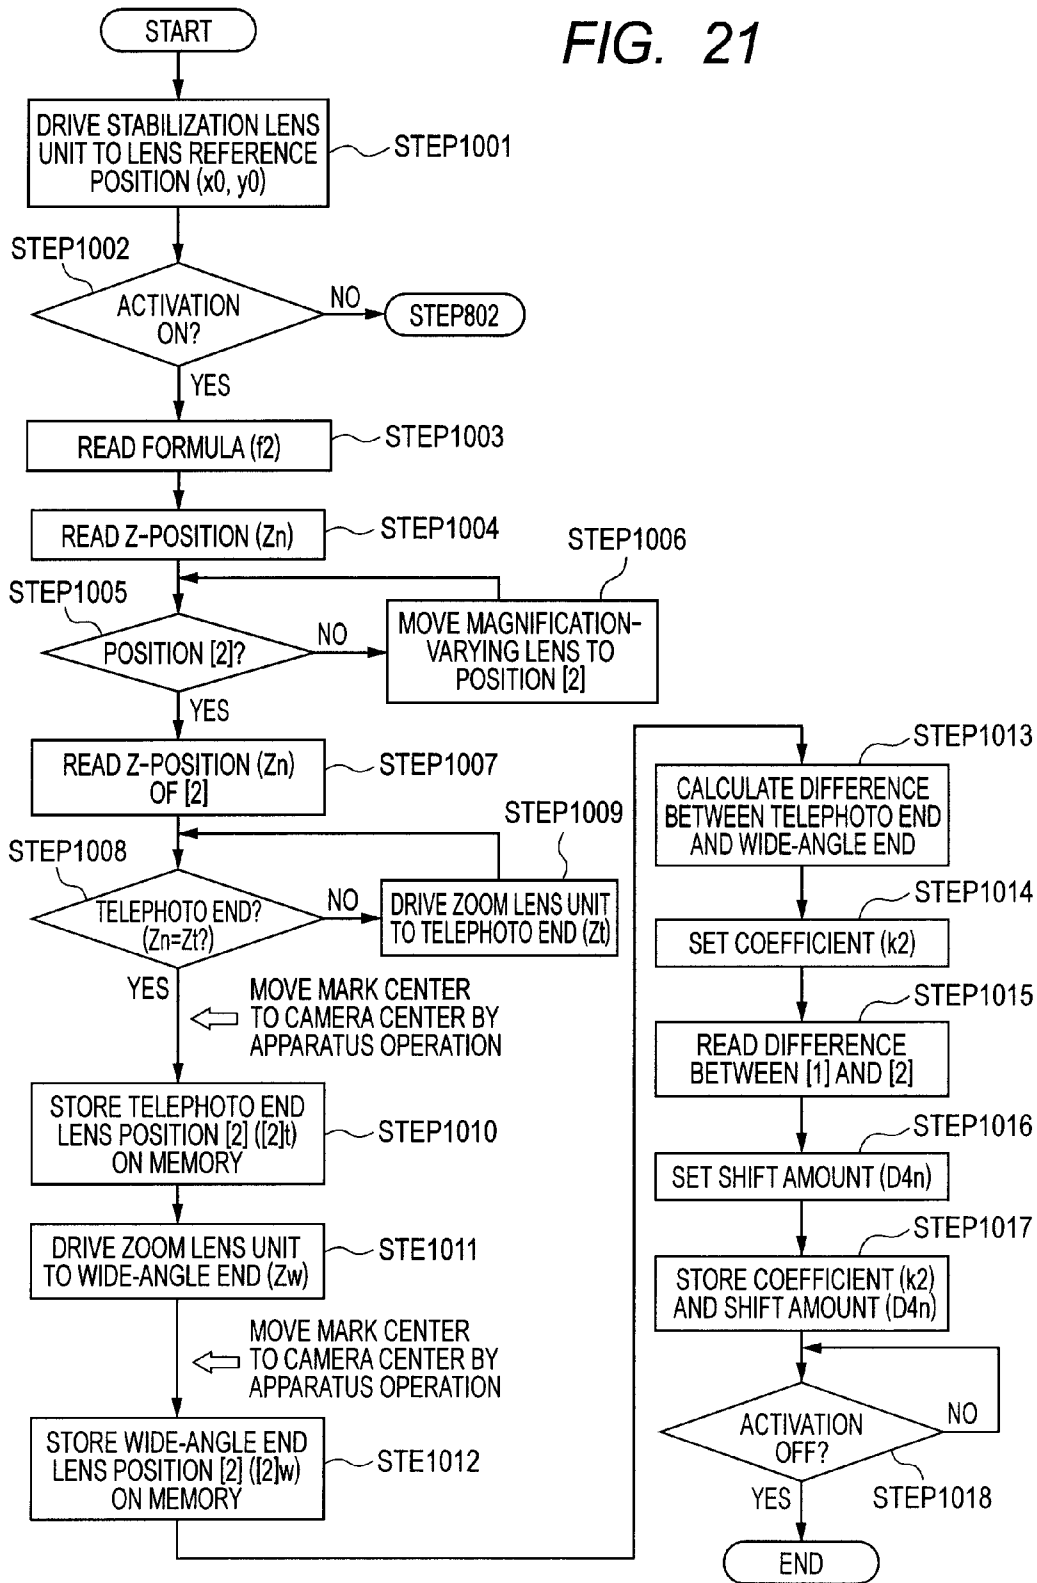 FIG. 21
START
DRIVE STABILIZATION LENS
UNIT TO LENS REFERENCE
POSITION (x0, y0)
STEP1001
STEP1002
ACTIVATION
ON?
NO
STEP802
YES
READ FORMULA (f2)
STEP1003
READ Z-POSITION (Zn)
STEP1004
STEP1005
POSITION [2]?
NO
STEP1006
MOVE MAGNIFICATION-
VARYING LENS TO
POSITION [2]
YES
READ Z-POSITION (Zn)
OF [2]
STEP1007
STEP1008
TELEPHOTO END?
(Zn=Zt?)
NO
STEP1009
DRIVE ZOOM LENS UNIT
TO TELEPHOTO END (Zt)
YES
MOVE MARK CENTER
TO CAMERA CENTER BY
APPARATUS OPERATION
STORE TELEPHOTO END
LENS POSITION [2] ([2]t)
ON MEMORY
STEP1010
DRIVE ZOOM LENS UNIT
TO WIDE-ANGLE END (Zw)
STE1011
MOVE MARK CENTER
TO CAMERA CENTER BY
APPARATUS OPERATION
STORE WIDE-ANGLE END
LENS POSITION [2] ([2]w)
ON MEMORY
STE1012
STEP1013
CALCULATE DIFFERENCE
BETWEEN TELEPHOTO END
AND WIDE-ANGLE END
STEP1014
SET COEFFICIENT (k2)
STEP1015
READ DIFFERENCE
BETWEEN [1] AND [2]
STEP1016
SET SHIFT AMOUNT (D4n)
STEP1017
STORE COEFFICIENT (k2)
AND SHIFT AMOUNT (D4n)
ACTIVATION
OFF?
NO
STEP1018
YES
END